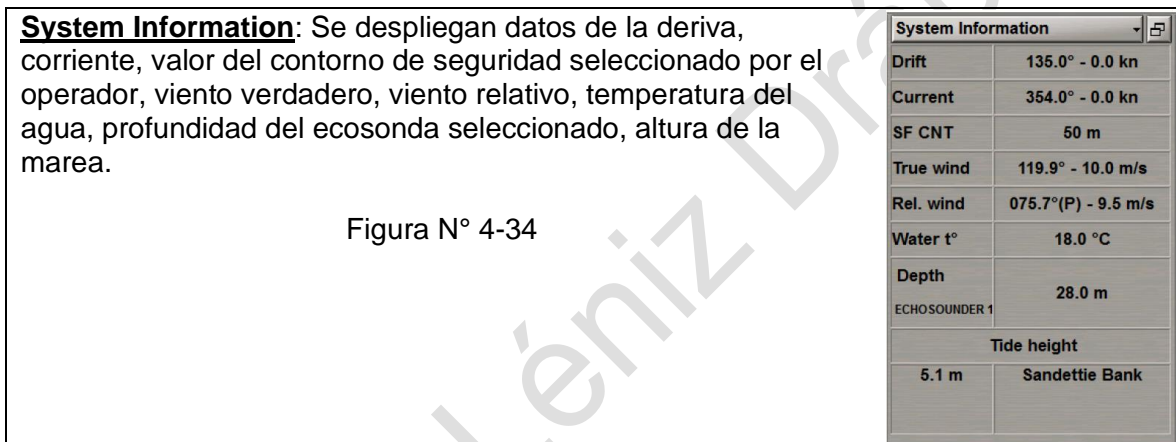 System Information: Se despliegan datos de la deriva,
corriente, valor del contorno de seguridad seleccionado por el
operador, viento verdadero, viento relativo, temperatura del
agua, profundidad del ecosonda seleccionado, altura de la
marea.
Figura N° 4-34
System Information
Drift 135.0° - 0.0 kn
Current 354.0° - 0.0 kn
SF CNT 50 m
True wind 119.9° - 10.0 m/s
Rel. wind 075.7°(P) - 9.5 m/s
Water t° 18.0 °C
Depth
ECHOSOUNDER 1 28.0 m
Tide height
5.1 m Sandettie Bank
Léniz